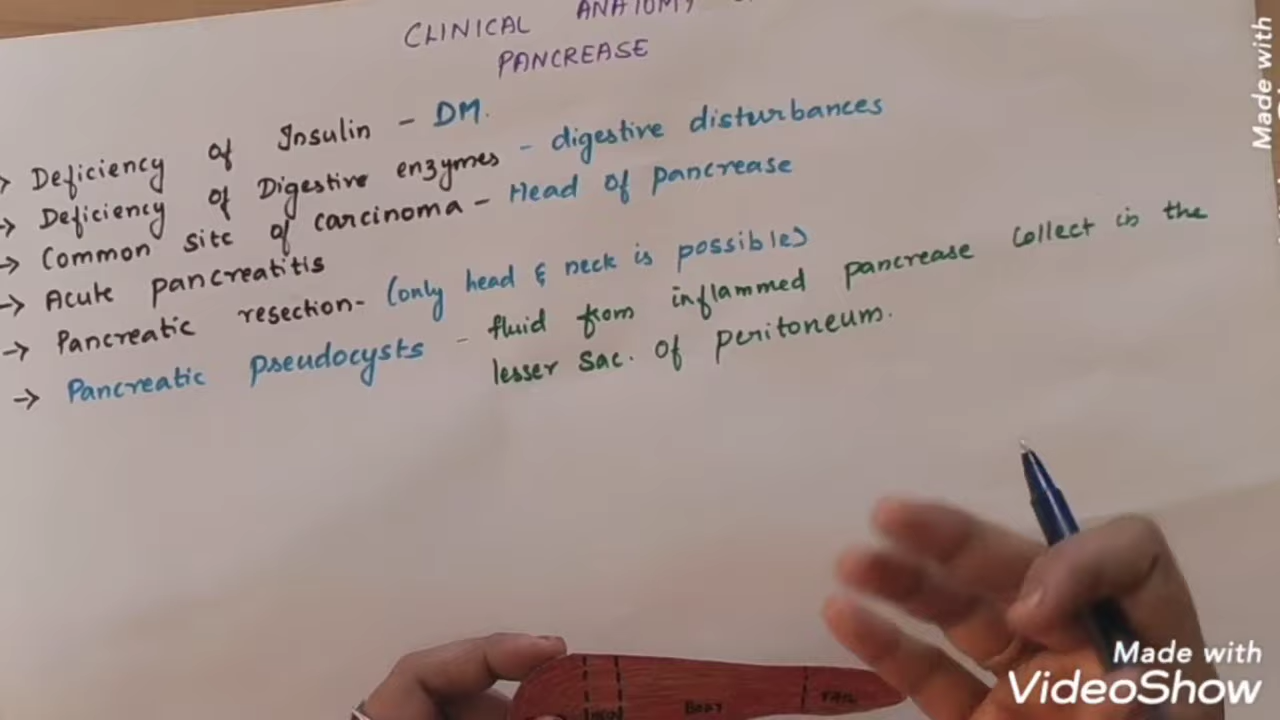 CLINICAL ANATOMY
PANCREASE
→ Deficiency of Insulin - DM.
→ Deficiency of Digestive enzymes - digestive disturbances
→ Common site of carcinoma - Head of pancrease
→ Acute pancreatitis
→ Pancreatic resection - (only head & neck is possible)
→ Pancreatic pseudocysts - fluid from inflammed pancrease collect in the
lesser sac. of peritoneum.
BODY
TAIL
Made with
VideoShow
Made with